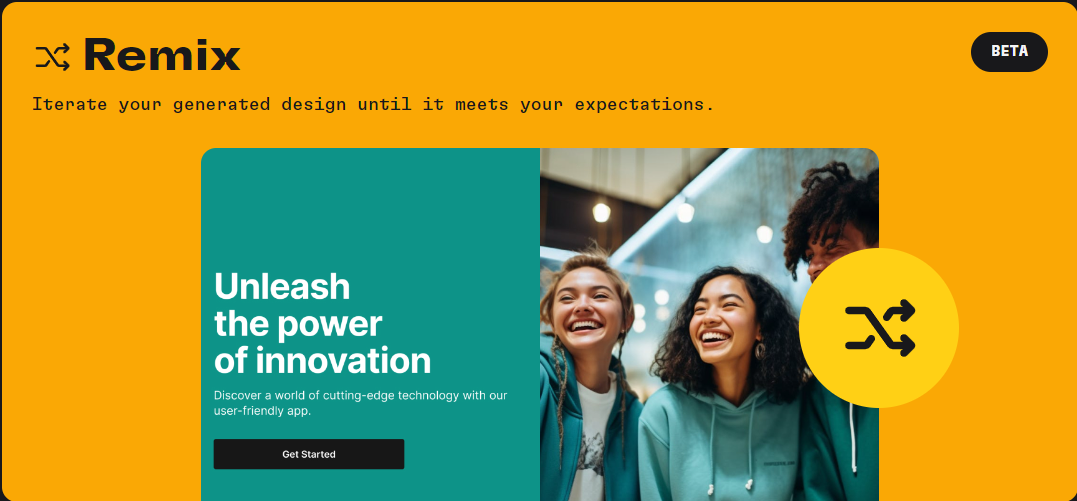 Remix
BETA
Iterate your generated design until it meets your expectations.
Unleash
the power
of innovation
Discover a world of cutting-edge technology with our
user-friendly app.
Get Started